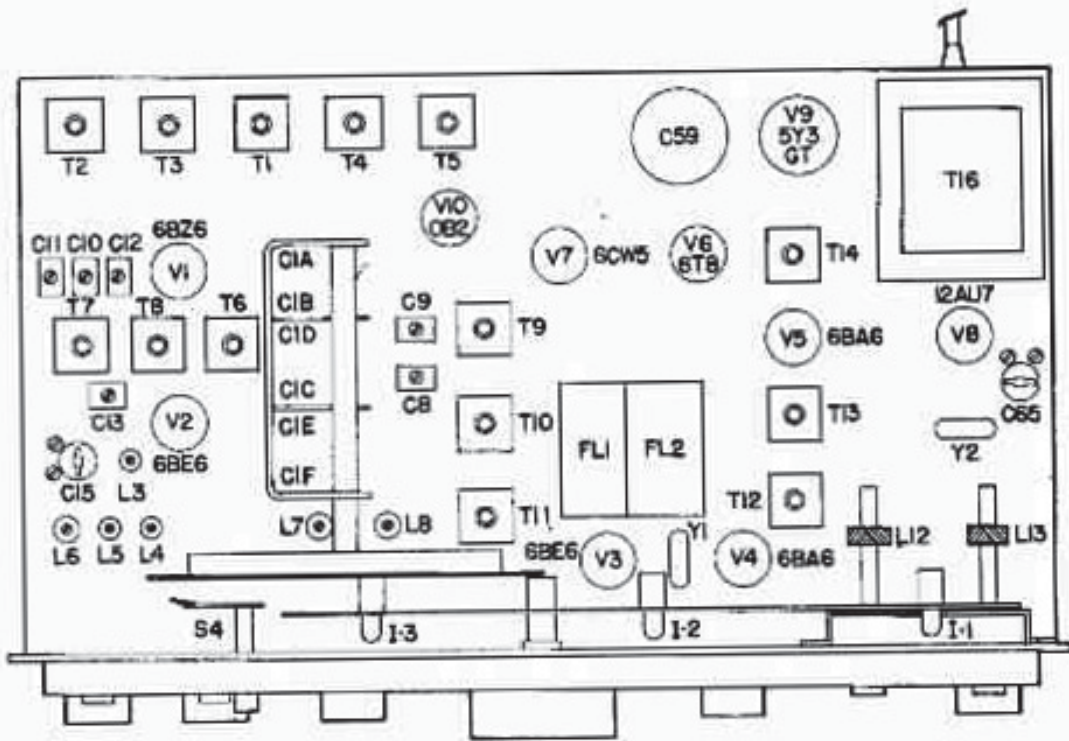 T2 T3 T1 T4 T5
C59
V9
5Y3
GT
T16
V10
OB2
6BZ6
C11 C10 C12
V1
V7 6CW5
V6
6T8
T14
T7 T8 T6
C1A
C1B
C1D
C1C
C1E
C1F
C9
C8
T9
T10
T11
12AU7
V8
V5 6BA6
C65
T13
Y2
C13
V2
6BE6
C15 L3
FL1 FL2
T12
L6 L5 L4
L7 L8
Y1
6BE6 V3
V4 6BA6
L12 L13
S4 I-3 I-2 I-1